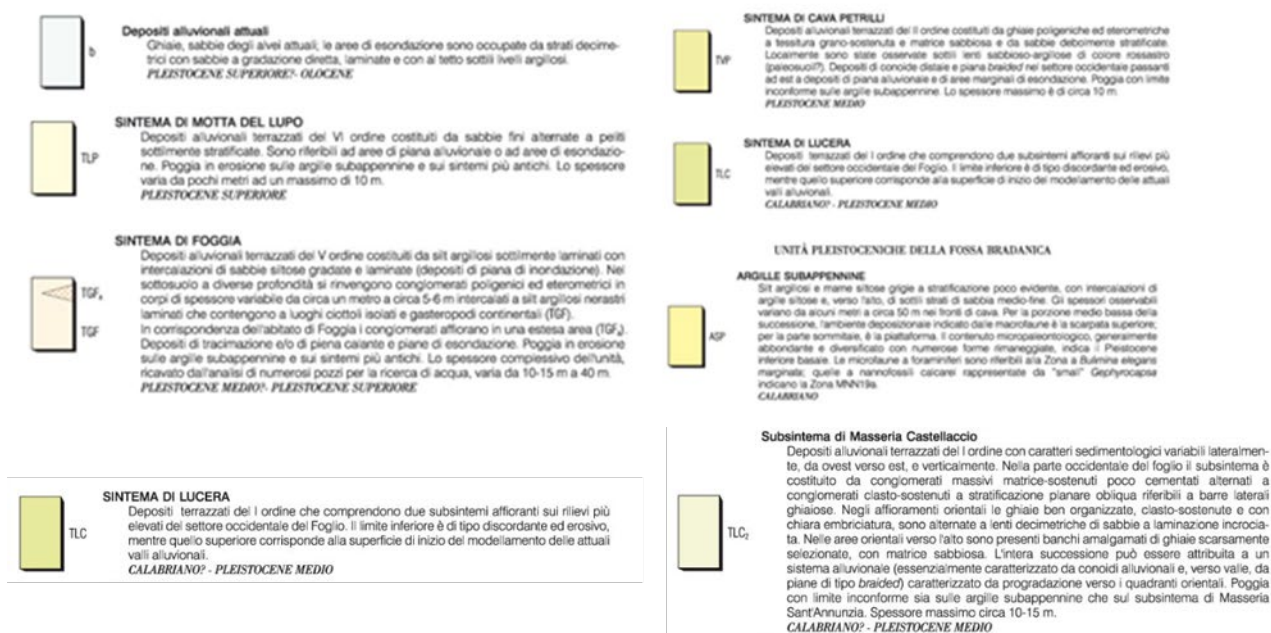 Depositi alluvionali attuali
b
Ghiaie, sabbie degli alvei attuali; le aree di esondazione sono occupate da strati decime-
trici con sabbie a gradazione diretta, laminate e con al tetto sottili livelli argillosi.
PLEISTOCENE SUPERIORE?- OLOCENE
SINTEMA DI MOTTA DEL LUPO
TLP
Depositi alluvionali terrazzati del VI ordine costituiti da sabbie fini alternate a peliti
sottilmente stratificate. Sono riferibili ad aree di piana alluvionale o ad aree di esondazio-
ne. Poggia in erosione sulle argille subappennine e sui sintemi più antichi. Lo spessore
varia da pochi metri ad un massimo di 10 m.
PLEISTOCENE SUPERIORE
SINTEMA DI FOGGIA
TGFa
TGF
Depositi alluvionali terrazzati del V ordine costituiti da silt argillosi sottilmente laminati con
intercalazioni di sabbie siltose gradate e laminate (depositi di piana di inondazione). Nel
sottosuolo a diverse profondità si rinvengono conglomerati poligenici ed eterometrici in
corpi di spessore variabile da circa un metro a circa 5-6 m intercalati a silt argillosi nerastri
laminati che contengono a luoghi ciottoli isolati e gasteropodi continentali (TGF).
In corrispondenza dell'abitato di Foggia i conglomerati affiorano in una estesa area (TGFa).
Depositi di tracimazione e/o di piena calante e piane di esondazione. Poggia in erosione
sulle argille subappennine e sui sintemi più antichi. Lo spessore complessivo dell'unità,
ricavato dall'analisi di numerosi pozzi per la ricerca di acqua, varia da 10-15 m a 40 m.
PLEISTOCENE MEDIO?- PLEISTOCENE SUPERIORE
SINTEMA DI LUCERA
TLC
Depositi terrazzati del I ordine che comprendono due subsintemi affioranti sui rilievi più
elevati del settore occidentale del Foglio. Il limite inferiore è di tipo discordante ed erosivo,
mentre quello superiore corrisponde alla superficie di inizio del modellamento delle attuali
valli alluvionali.
CALABRIANO? - PLEISTOCENE MEDIO
SINTEMA DI CAVA PETRILLI
TVP
Depositi alluvionali terrazzati del II ordine costituiti da ghiaie poligeniche ed eterometriche
a tessitura grano-sostenuta e matrice sabbiosa e da sabbie debolmente stratificate.
Localmente sono state osservate sottili lenti sabbioso-argillose di colore rossastro
(paleosuoli?). Depositi di conoide distale e piana braided nel settore occidentale passanti
ad est a depositi di piana alluvionale e di aree marginali di esondazione. Poggia con limite
inconforme sulle argille subappennine. Lo spessore massimo è di circa 10 m.
PLEISTOCENE MEDIO
SINTEMA DI LUCERA
TLC
Depositi terrazzati del I ordine che comprendono due subsintemi affioranti sui rilievi più
elevati del settore occidentale del Foglio. Il limite inferiore è di tipo discordante ed erosivo,
mentre quello superiore corrisponde alla superficie di inizio del modellamento delle attuali
valli alluvionali.
CALABRIANO? - PLEISTOCENE MEDIO
UNITÀ PLEISTOCENICHE DELLA FOSSA BRADANICA
ARGILLE SUBAPPENNINE
ASP
Silt argillosi e marne siltose grigie a stratificazione poco evidente, con intercalazioni di
argille siltose e, verso l'alto, di sottili strati di sabbia medio-fine. Gli spessori osservabili
variano da alcuni metri a circa 50 m nei fronti di cava. Per la porzione medio bassa della
successione, l'ambiente deposizionale indicato dalle macrofaune è la scarpata superiore;
per la parte sommitale, è la piattaforma. Il contenuto micropaleontologico, generalmente
abbondante e diversificato con numerose forme rimaneggiate, indica il Pleistocene
inferiore basale. Le microfaune a foraminiferi sono riferibili alla Zona a Bulimina elegans
marginata; quelle a nannofossili calcarei rappresentate da "small" Gephyrocapsa
indicano la Zona MNN19a.
CALABRIANO
Subsintema di Masseria Castellaccio
TLC2
Depositi alluvionali terrazzati del I ordine con caratteri sedimentologici variabili lateralmen-
te, da ovest verso est, e verticalmente. Nella parte occidentale del foglio il subsintema è
costituito da conglomerati massivi matrice-sostenuti poco cementati alternati a
conglomerati clasto-sostenuti a stratificazione planare obliqua riferibili a barre laterali
ghiaiose. Negli affioramenti orientali le ghiaie ben organizzate, clasto-sostenute e con
chiara embriciatura, sono alternate a lenti decimetriche di sabbie a laminazione incrocia-
ta. Nelle aree orientali verso l'alto sono presenti banchi amalgamati di ghiaie scarsamente
selezionate, con matrice sabbiosa. L'intera successione può essere attribuita a un
sistema alluvionale (essenzialmente caratterizzato da conoidi alluvionali e, verso valle, da
piane di tipo braided) caratterizzato da progradazione verso i quadranti orientali. Poggia
con limite inconforme sia sulle argille subappennine che sul subsintema di Masseria
Sant'Annunzia. Spessore massimo circa 10-15 m.
CALABRIANO? - PLEISTOCENE MEDIO